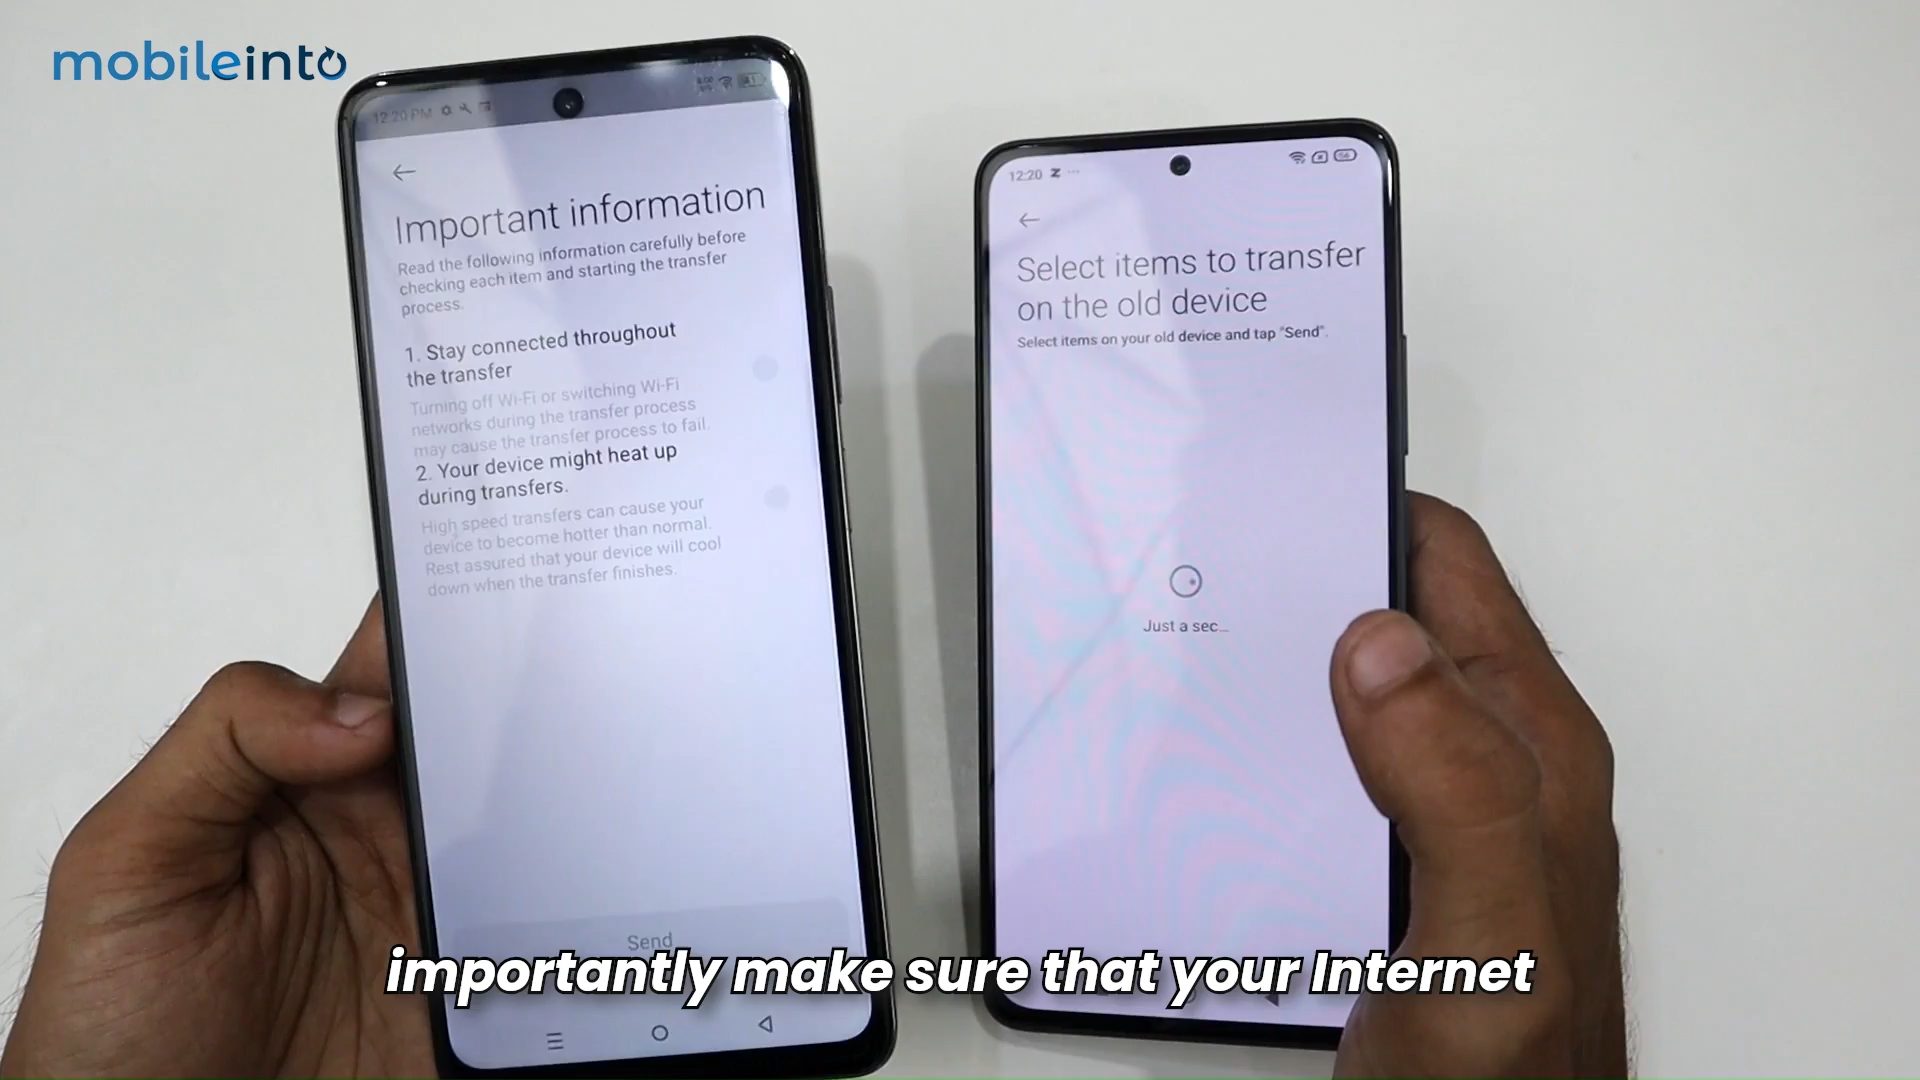 mobileinto
12:20 PM
Important information
Read the following information carefully before
checking each item and starting the transfer
process.
1. Stay connected throughout
the transfer
Turning off Wi-Fi or switching Wi-Fi
networks during the transfer process
may cause the transfer process to fail.
2. Your device might heat up
during transfers.
High speed transfers can cause your
device to become hotter than normal.
Rest assured that your device will cool
down when the transfer finishes.
Send
12:20
Select items to transfer
on the old device
Select items on your old device and tap "Send".
Just a sec...
importantly make sure that your Internet